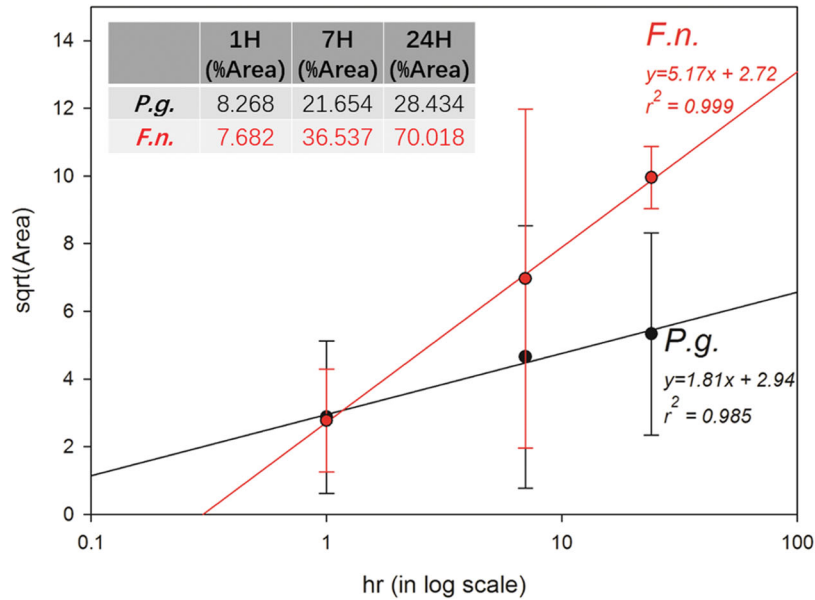 14
12
10
8
6
4
2
0
sqrt(Area)
1H 7H 24H
(%Area) (%Area) (%Area)
P.g. 8.268 21.654 28.434
F.n. 7.682 36.537 70.018
F.n.
y=5.17x + 2.72
r² = 0.999
P.g.
y=1.81x + 2.94
r² = 0.985
0.1 1 10 100
hr (in log scale)